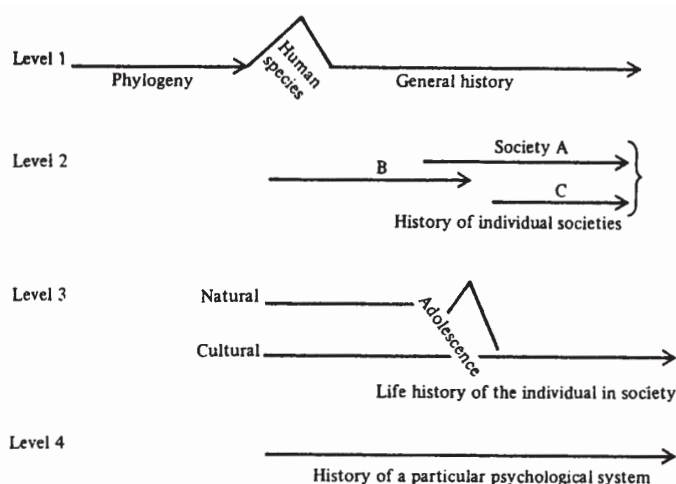 Level 1
Human
species
Phylogeny
General history
Level 2
Society A
B
C
History of individual societies
Level 3
Natural
Adolescence
Cultural
Life history of the individual in society
Level 4
History of a particular psychological system